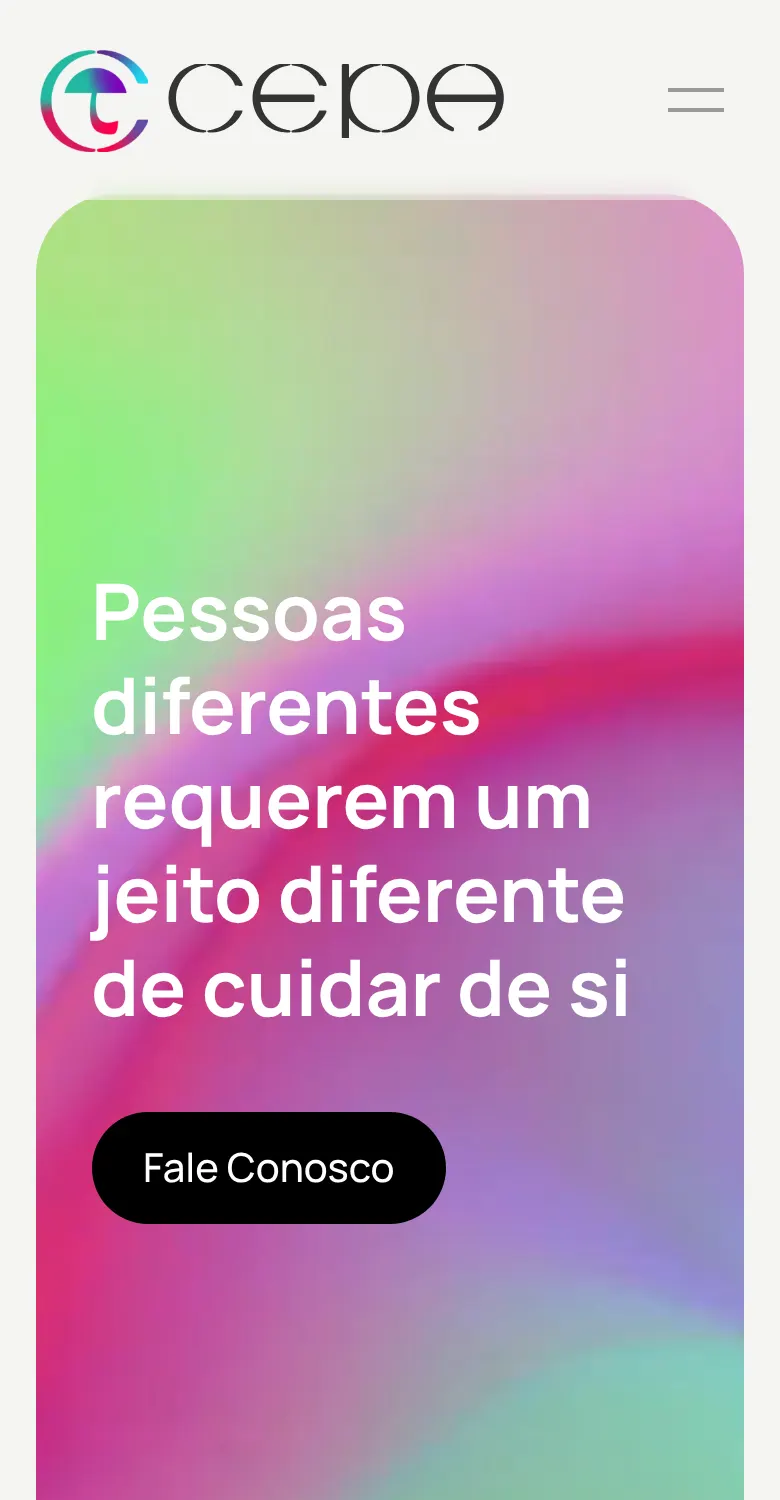 cepa
Pessoas
diferentes
requerem um
jeito diferente
de cuidar de si
Fale Conosco